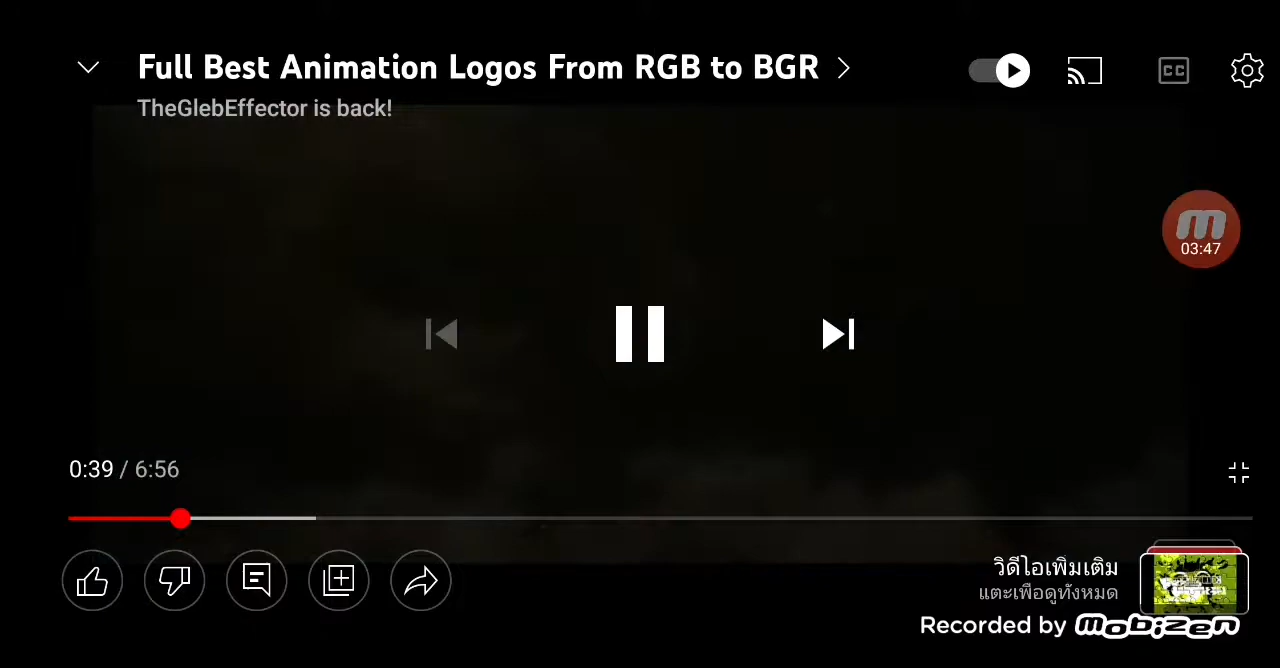 Full Best Animation Logos From RGB to BGR
TheGlebEffector is back!
CC
03:47
0:39 / 6:56
วิดีโอเพิ่มเติม
แตะเพื่อดูทั้งหมด
Recorded by mobizen